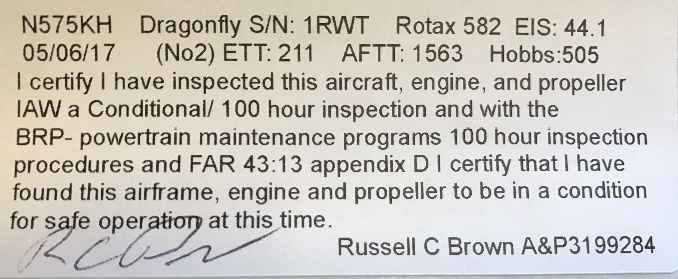 N575KH Dragonfly S/N: 1RWT Rotax 582 EIS: 44.1
05/06/17 (No2) ETT: 211 AFTT: 1563 Hobbs:505
I certify I have inspected this aircraft, engine, and propeller
IAW a Conditional/ 100 hour inspection and with the
BRP- powertrain maintenance programs 100 hour inspection
procedures and FAR 43:13 appendix D I certify that I have
found this airframe, engine and propeller to be in a condition
for safe operation at this time.
Russell C Brown A&P3199284